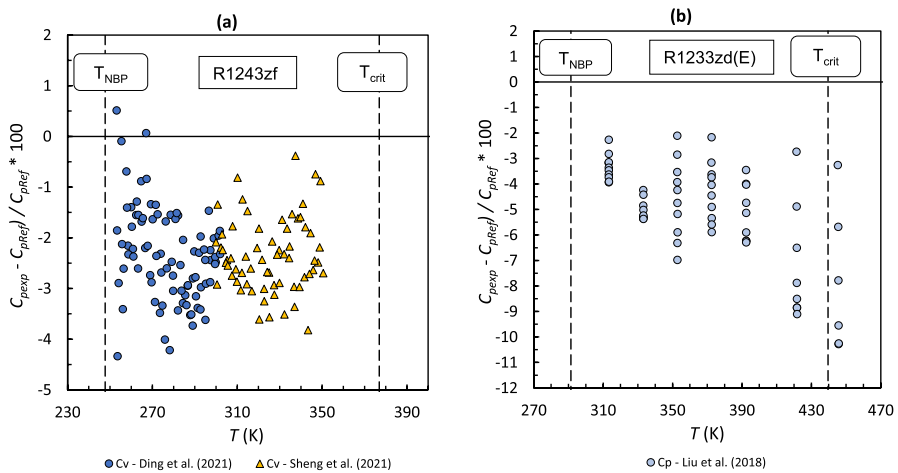 (a)
2
1
0
-1
-2
-3
-4
-5
230
270
310
350
390
T_NBP
R1243zf
T_crit
C_pexp - C_pRef) / C_pRef * 100
T (K)
Cv - Ding et al. (2021)
Cv - Sheng et al. (2021)
(b)
2
1
0
-1
-2
-3
-4
-5
-6
-7
-8
-9
-10
-11
-12
270
310
350
390
430
470
T_NBP
R1233zd(E)
T_crit
C_pexp - C_pRef) / C_pRef * 100
T (K)
Cp - Liu et al. (2018)